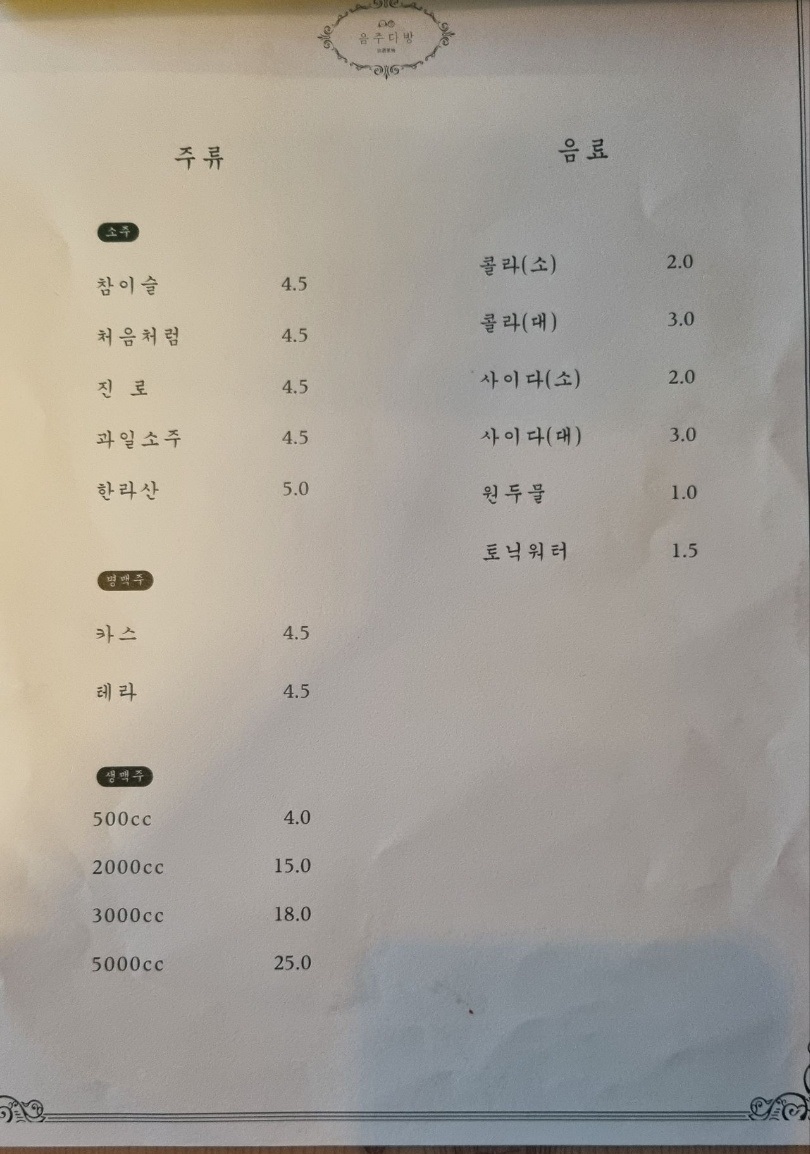 음주다방
주류
소주
참이슬 4.5
처음처럼 4.5
진 로 4.5
과일소주 4.5
한라산 5.0
병맥주
카스 4.5
테라 4.5
생맥주
500cc 4.0
2000cc 15.0
3000cc 18.0
5000cc 25.0
음료
콜라(소) 2.0
콜라(대) 3.0
사이다(소) 2.0
사이다(대) 3.0
원두물 1.0
토닉워터 1.5